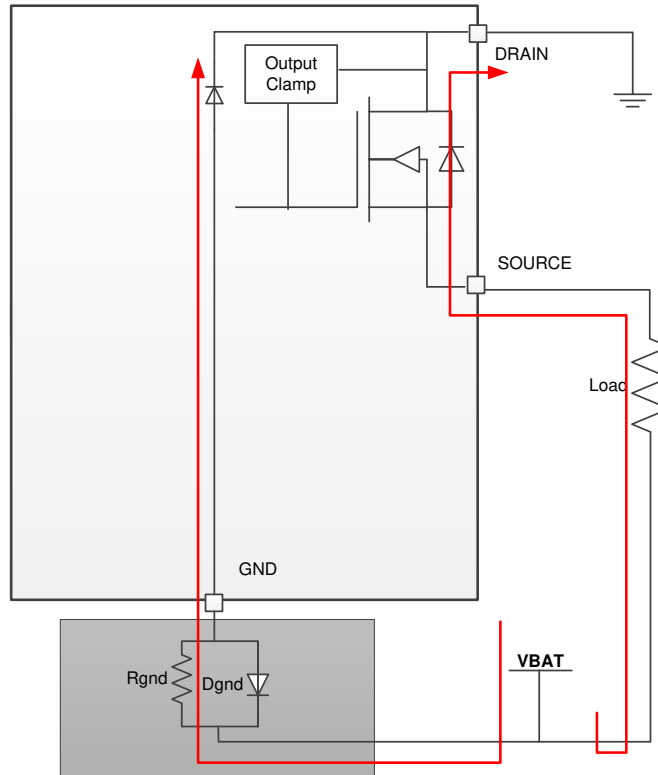 Output
Clamp
DRAIN
SOURCE
Load
GND
Rgnd
Dgnd
VBAT